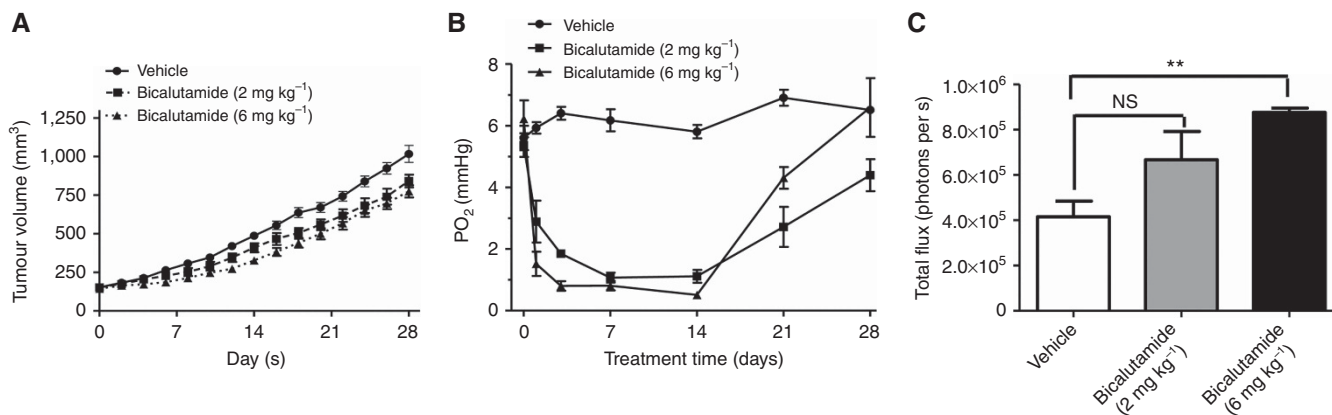 A
Vehicle
Bicalutamide (2 mg kg⁻¹)
Bicalutamide (6 mg kg⁻¹)
Tumour volume (mm³)
1,250
1,000
750
500
250
0
0 7 14 21 28
Day (s)
B
Vehicle
Bicalutamide (2 mg kg⁻¹)
Bicalutamide (6 mg kg⁻¹)
PO₂ (mmHg)
8
6
4
2
0
0 7 14 21 28
Treatment time (days)
C
**
NS
Total flux (photons per s)
1.0×10⁶
8.0×10⁵
6.0×10⁵
4.0×10⁵
2.0×10⁵
0
Vehicle
Bicalutamide
(2 mg kg⁻¹)
Bicalutamide
(6 mg kg⁻¹)